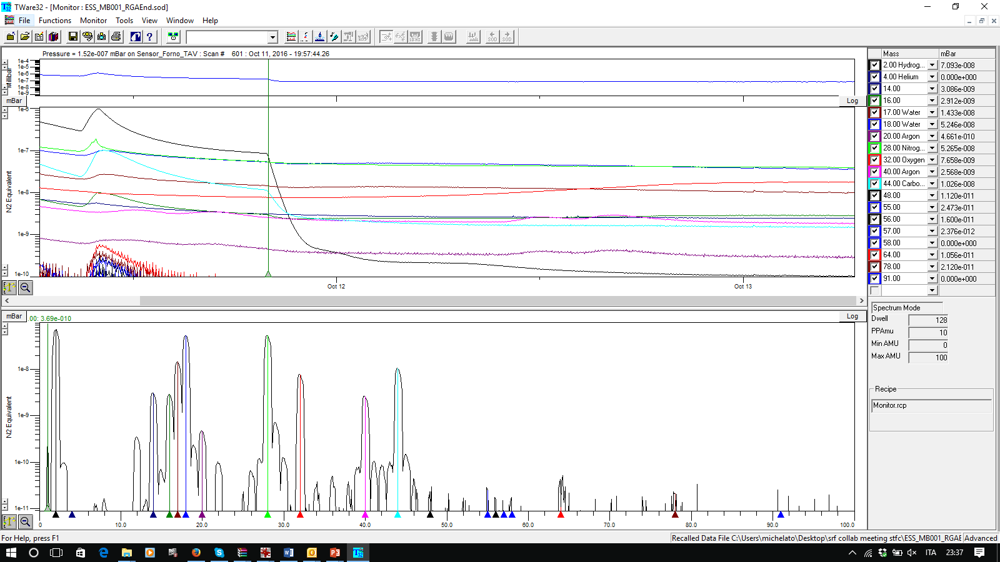 TWare32 - [Monitor : ESS_MB001_RGAEnd.sod]
File Functions Monitor Tools View Window Help
Pressure = 1.52e-007 mBar on Sensor_Forno_TAV : Scan # 601 : Oct 11, 2016 - 19:57:44.26
1e-4
1e-5
1e-6
1e-7
1e-8
1e-9
Millibar
mBar
Log
1e-6
1e-7
1e-8
1e-9
1e-10
N2 Equivalent
Oct 12
Oct 13
mBar
.00: 3.69e-010
Log
1e-8
1e-9
1e-10
1e-11
N2 Equivalent
0 10.0 20.0 30.0 40.0 50.0 60.0 70.0 80.0 90.0 100.0
Mass mBar
2.00 Hydrog... 7.093e-008
4.00 Helium 0.000e+000
14.00 3.086e-009
16.00 2.912e-009
17.00 Water 1.433e-008
18.00 Water 5.246e-008
20.00 Argon 4.661e-010
28.00 Nitrog... 5.265e-008
32.00 Oxygen 7.658e-009
40.00 Argon 2.568e-009
44.00 Carbo... 1.026e-008
48.00 1.120e-011
55.00 2.473e-011
56.00 1.600e-011
57.00 2.376e-012
58.00 0.000e+000
64.00 1.056e-011
78.00 2.120e-011
91.00 0.000e+000
Spectrum Mode
Dwell 128
PPAmu 10
Min AMU 0
Max AMU 100
Recipe
Monitor.rcp
For Help, press F1
Recalled Data File C:\Users\michelato\Desktop\srf collab meeting stfc\ESS_MB001_RGAE
Advanced
ITA 23:37